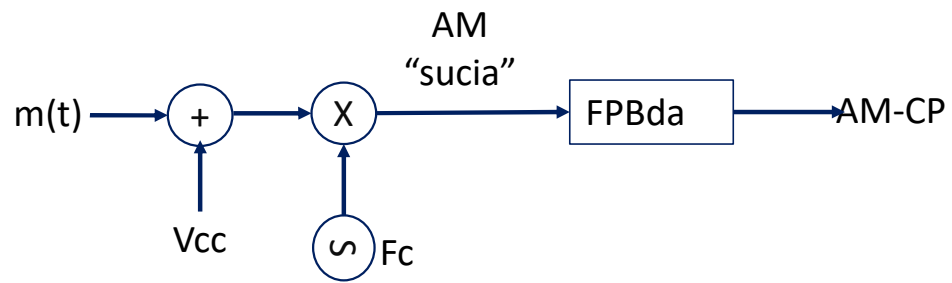 AM
“sucia”
m(t)
+
X
FPBda
AM-CP
Vcc
Fc